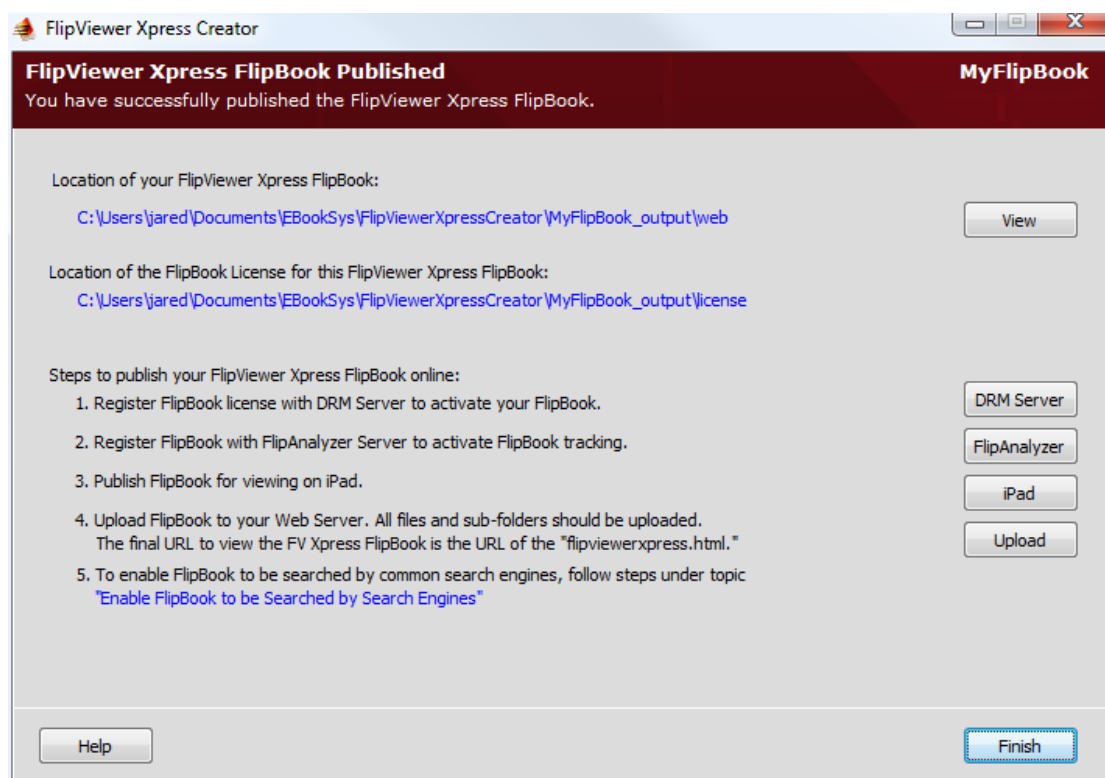 FlipViewer Xpress Creator
FlipViewer Xpress FlipBook Published
MyFlipBook
You have successfully published the FlipViewer Xpress FlipBook.
Location of your FlipViewer Xpress FlipBook:
C:\Users\jared\Documents\EBookSys\FlipViewerXpressCreator\MyFlipBook_output\web
View
Location of the FlipBook License for this FlipViewer Xpress FlipBook:
C:\Users\jared\Documents\EBookSys\FlipViewerXpressCreator\MyFlipBook_output\license
Steps to publish your FlipViewer Xpress FlipBook online:
1. Register FlipBook license with DRM Server to activate your FlipBook.
DRM Server
2. Register FlipBook with FlipAnalyzer Server to activate FlipBook tracking.
FlipAnalyzer
3. Publish FlipBook for viewing on iPad.
iPad
4. Upload FlipBook to your Web Server. All files and sub-folders should be uploaded.
The final URL to view the FV Xpress FlipBook is the URL of the "flipviewerxpress.html."
Upload
5. To enable FlipBook to be searched by common search engines, follow steps under topic
"Enable FlipBook to be Searched by Search Engines"
Help
Finish